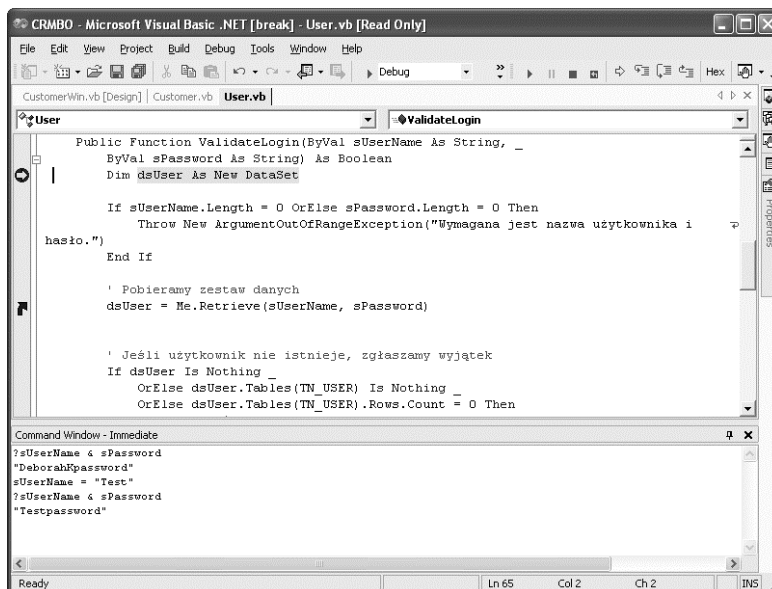 CRMBO - Microsoft Visual Basic .NET [break] - User.vb [Read Only]
File Edit View Project Build Debug Tools Window Help
Debug Hex
CustomerWin.vb [Design] Customer.vb User.vb
User ValidateLogin
Public Function ValidateLogin(ByVal sUserName As String, _
ByVal sPassword As String) As Boolean
Dim dsUser As New DataSet
If sUserName.Length = 0 OrElse sPassword.Length = 0 Then
Throw New ArgumentOutOfRangeException("Wymagana jest nazwa użytkownika i
hasło.")
End If
' Pobieramy zestaw danych
dsUser = Me.Retrieve(sUserName, sPassword)
' Jeśli użytkownik nie istnieje, zgłaszamy wyjątek
If dsUser Is Nothing _
OrElse dsUser.Tables(TN_USER) Is Nothing _
OrElse dsUser.Tables(TN_USER).Rows.Count = 0 Then
Properties
Command Window - Immediate
?sUserName & sPassword
"DeborahKpassword"
sUserName = "Test"
?sUserName & sPassword
"Testpassword"
Ready Ln 65 Col 2 Ch 2 INS